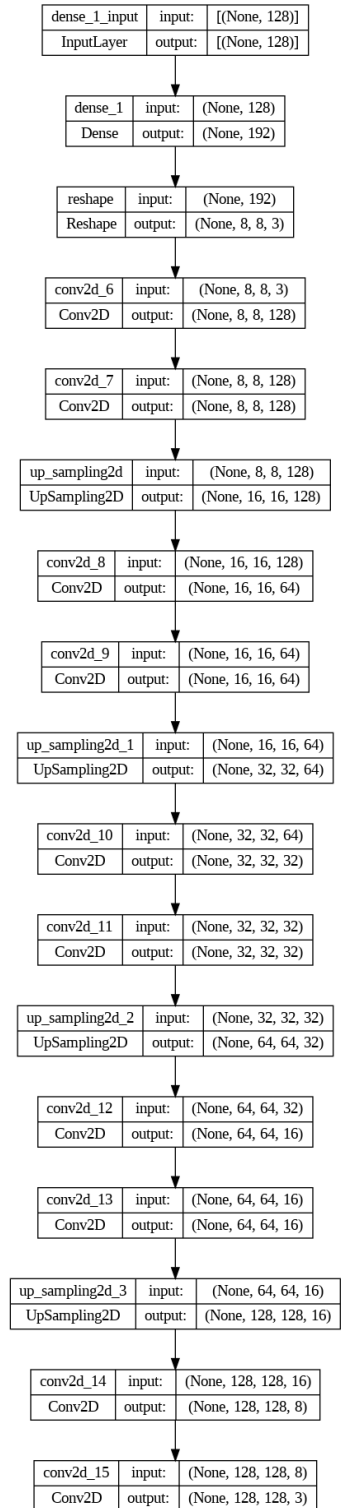 dense_1_input input: [(None, 128)]
InputLayer output: [(None, 128)]
dense_1 input: (None, 128)
Dense output: (None, 192)
reshape input: (None, 192)
Reshape output: (None, 8, 8, 3)
conv2d_6 input: (None, 8, 8, 3)
Conv2D output: (None, 8, 8, 128)
conv2d_7 input: (None, 8, 8, 128)
Conv2D output: (None, 8, 8, 128)
up_sampling2d input: (None, 8, 8, 128)
UpSampling2D output: (None, 16, 16, 128)
conv2d_8 input: (None, 16, 16, 128)
Conv2D output: (None, 16, 16, 64)
conv2d_9 input: (None, 16, 16, 64)
Conv2D output: (None, 16, 16, 64)
up_sampling2d_1 input: (None, 16, 16, 64)
UpSampling2D output: (None, 32, 32, 64)
conv2d_10 input: (None, 32, 32, 64)
Conv2D output: (None, 32, 32, 32)
conv2d_11 input: (None, 32, 32, 32)
Conv2D output: (None, 32, 32, 32)
up_sampling2d_2 input: (None, 32, 32, 32)
UpSampling2D output: (None, 64, 64, 32)
conv2d_12 input: (None, 64, 64, 32)
Conv2D output: (None, 64, 64, 16)
conv2d_13 input: (None, 64, 64, 16)
Conv2D output: (None, 64, 64, 16)
up_sampling2d_3 input: (None, 64, 64, 16)
UpSampling2D output: (None, 128, 128, 16)
conv2d_14 input: (None, 128, 128, 16)
Conv2D output: (None, 128, 128, 8)
conv2d_15 input: (None, 128, 128, 8)
Conv2D output: (None, 128, 128, 3)